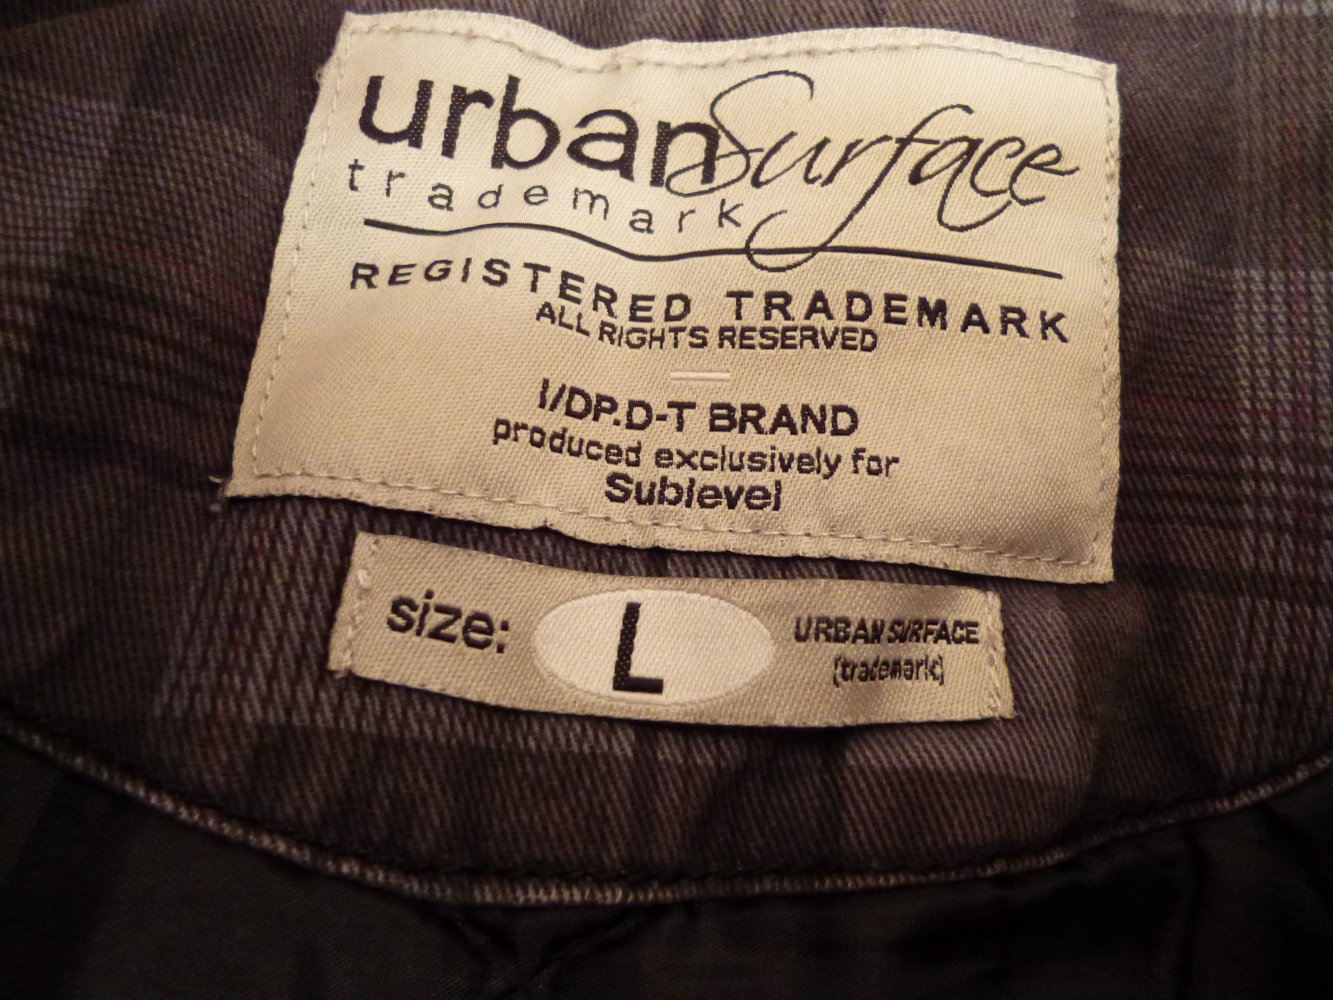 urban Surface
trademark
REGISTERED TRADEMARK
ALL RIGHTS RESERVED
I/DP.D-T BRAND
produced exclusively for
Sublevel
size: L URBAN SURFACE
(trademark)